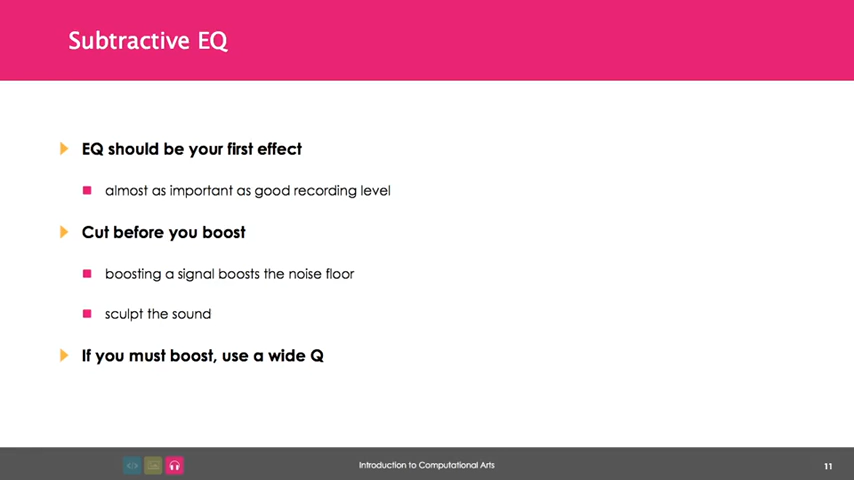 Subtractive EQ
EQ should be your first effect
almost as important as good recording level
Cut before you boost
boosting a signal boosts the noise floor
sculpt the sound
If you must boost, use a wide Q
Introduction to Computational Arts
11